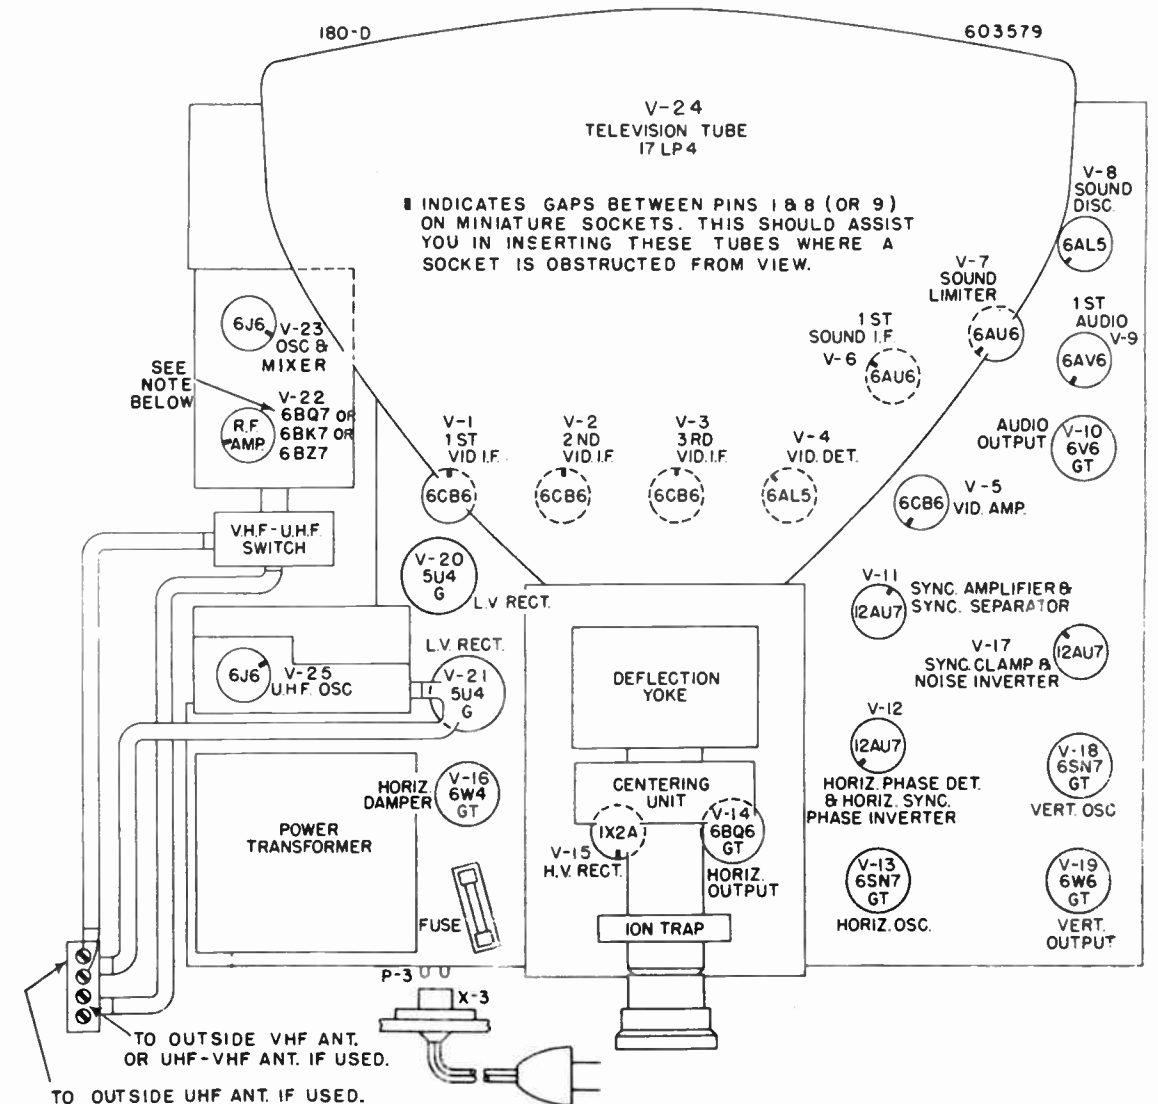 180-D
603579
V-24
TELEVISION TUBE
17LP4
INDICATES GAPS BETWEEN PINS 1 & 8 (OR 9)
ON MINIATURE SOCKETS. THIS SHOULD ASSIST
YOU IN INSERTING THESE TUBES WHERE A
SOCKET IS OBSTRUCTED FROM VIEW.
V-8
SOUND
DISC.
6AL5
V-7
SOUND
LIMITER
6AU6
1ST
AUDIO
V-9
6AV6
1ST
SOUND I.F.
V-6
6AU6
6J6
V-23
OSC &
MIXER
SEE
NOTE
BELOW
V-22
6BQ7 OR
6BK7 OR
6BZ7
R.F.
AMP.
V-1
1ST
VID I.F.
6CB6
V-2
2ND
VID. I.F.
6CB6
V-3
3RD
VID. I.F.
6CB6
V-4
VID. DET.
6AL5
AUDIO
OUTPUT
V-10
6V6
GT
6CB6
V-5
VID. AMP.
V.H.F.-U.H.F.
SWITCH
V-20
5U4
G
L.V RECT.
V-11
12AU7
SYNC. AMPLIFIER &
SYNC. SEPARATOR
V-17
SYNC. CLAMP &
NOISE INVERTER
12AU7
6J6
V-25
U.H.F. OSC
L.V. RECT.
V-21
5U4
G
DEFLECTION
YOKE
V-12
12AU7
HORIZ. PHASE DET.
& HORIZ. SYNC.
PHASE INVERTER
V-18
6SN7
GT
VERT. OSC
HORIZ.
DAMPER
V-16
6W4
GT
CENTERING
UNIT
1X2A
V-15
H.V. RECT.
V-14
6BQ6
GT
HORIZ.
OUTPUT
POWER
TRANSFORMER
V-13
6SN7
GT
HORIZ. OSC.
V-19
6W6
GT
VERT.
OUTPUT
FUSE
ION TRAP
P-3
X-3
TO OUTSIDE VHF ANT.
OR UHF-VHF ANT. IF USED.
TO OUTSIDE UHF ANT. IF USED.